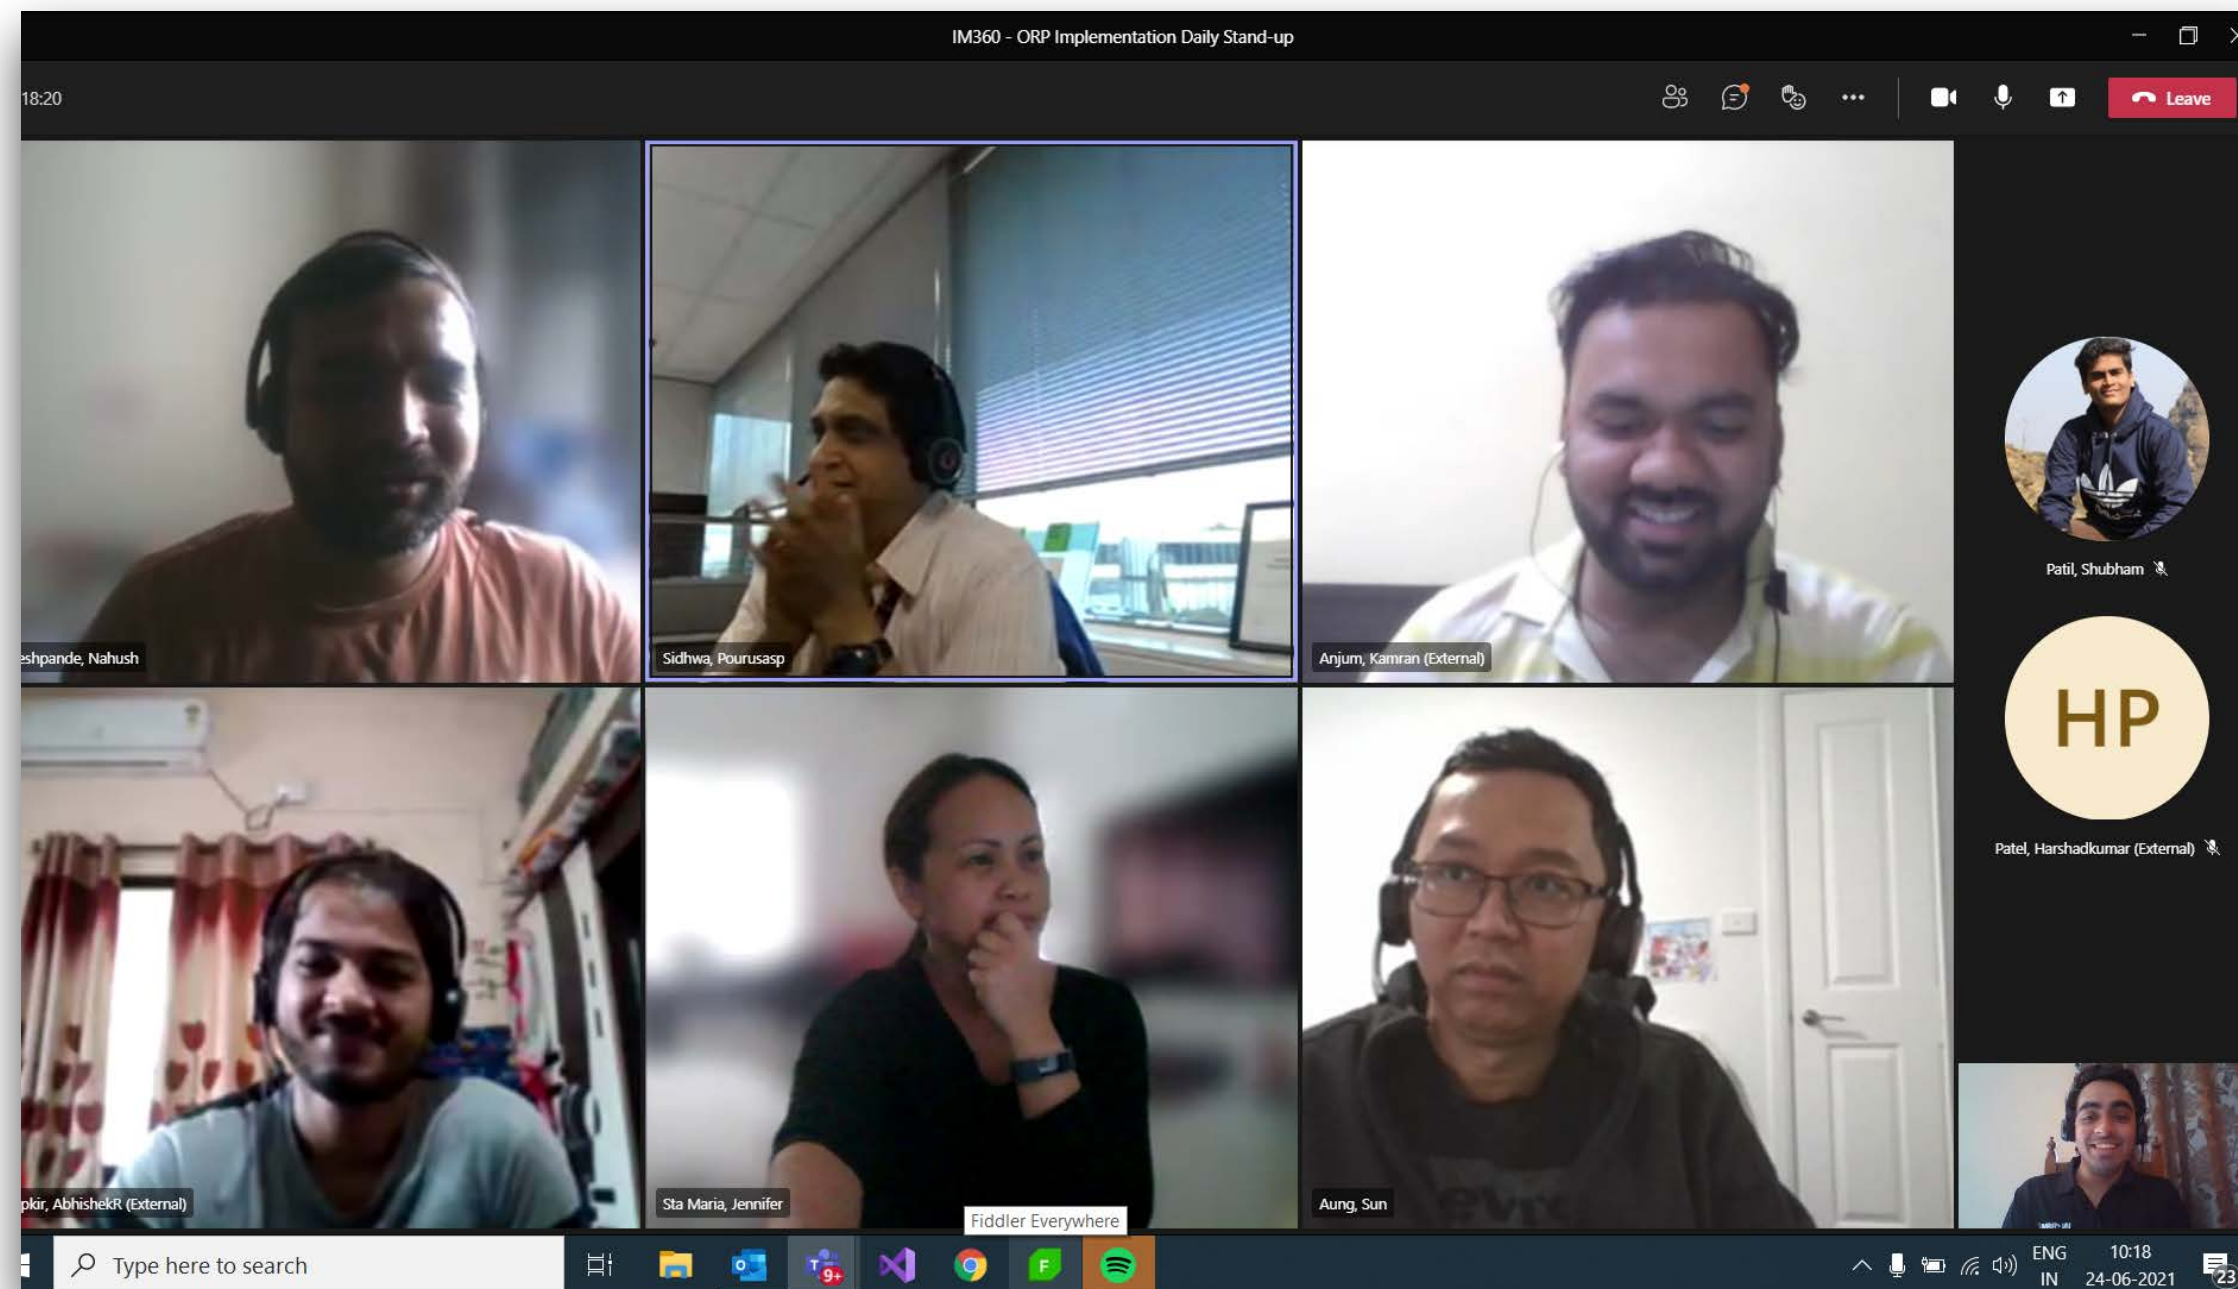 IM360 - ORP Implementation Daily Stand-up
18:20
Leave
eshpande, Nahush
Sidhwa, Pourusasp
Anjum, Kamran (External)
Patil, Shubham
HP
Patel, Harshadkumar (External)
pkir, AbhishekR (External)
Sta Maria, Jennifer
Aung, Sun
Fiddler Everywhere
Type here to search
T
9+
F
ENG
IN
10:18
24-06-2021
23